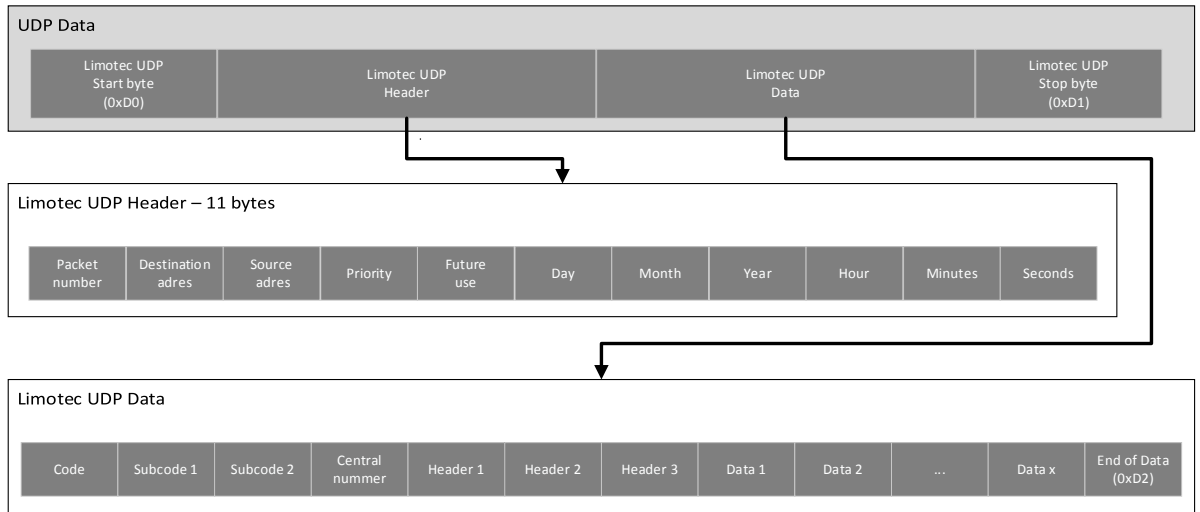 UDP Data
Limotec UDP
Start byte
(0xD0)
Limotec UDP
Header
Limotec UDP
Data
Limotec UDP
Stop byte
(0xD1)
Limotec UDP Header – 11 bytes
Packet
number
Destination
adres
Source
adres
Priority
Future
use
Day
Month
Year
Hour
Minutes
Seconds
Limotec UDP Data
Code
Subcode 1
Subcode 2
Central
nummer
Header 1
Header 2
Header 3
Data 1
Data 2
...
Data x
End of Data
(0xD2)